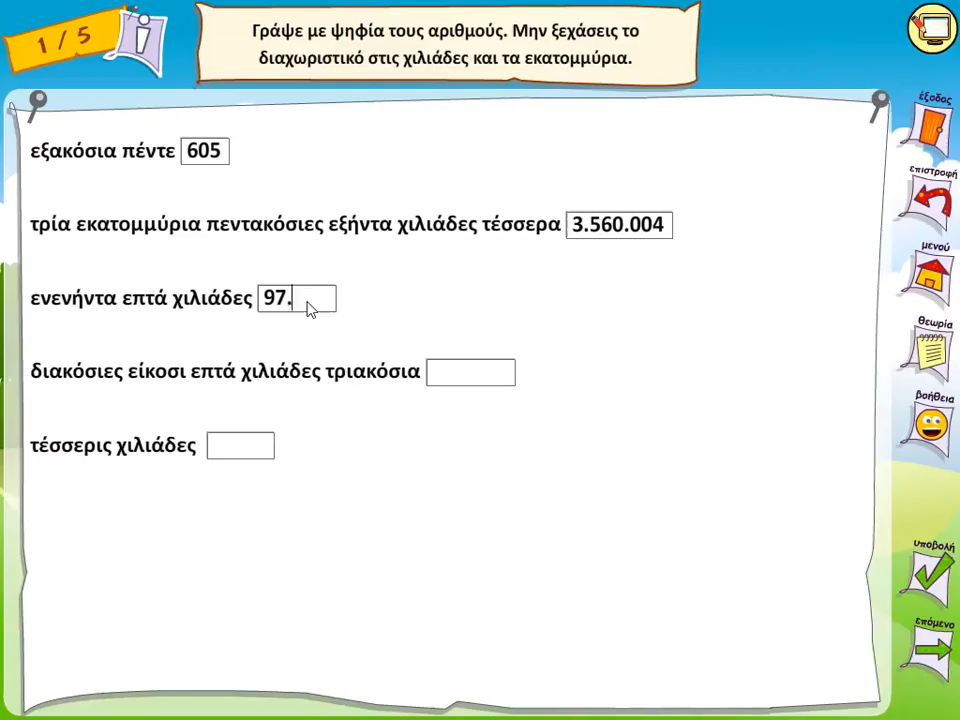 1 / 5
Γράψε με ψηφία τους αριθμούς. Μην ξεχάσεις το
διαχωριστικό στις χιλιάδες και τα εκατομμύρια.
έξοδος
επιστροφή
μενού
θεωρία
βοήθεια
υποβολή
επόμενο
εξακόσια πέντε 605
τρία εκατομμύρια πεντακόσιες εξήντα χιλιάδες τέσσερα 3.560.004
ενενήντα επτά χιλιάδες 97.
διακόσιες είκοσι επτά χιλιάδες τριακόσια
τέσσερις χιλιάδες